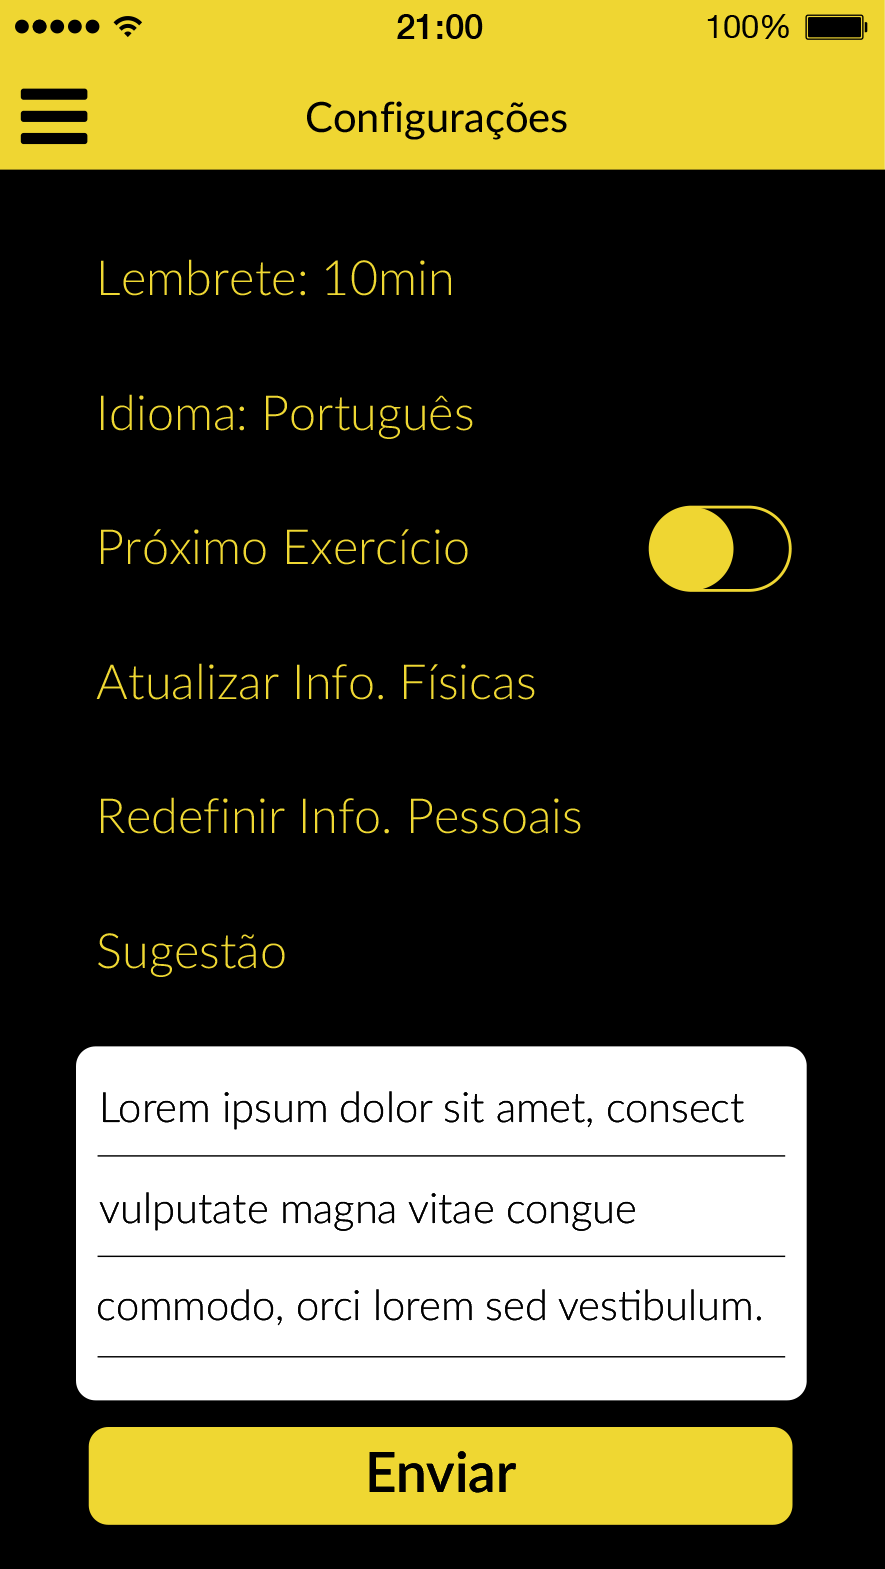 21:00 100%
Configurações
Lembrete: 10min
Idioma: Português
Próximo Exercício
Atualizar Info. Físicas
Redefinir Info. Pessoais
Sugestão
Lorem ipsum dolor sit amet, consect
vulputate magna vitae congue
commodo, orci lorem sed vestibulum.
Enviar